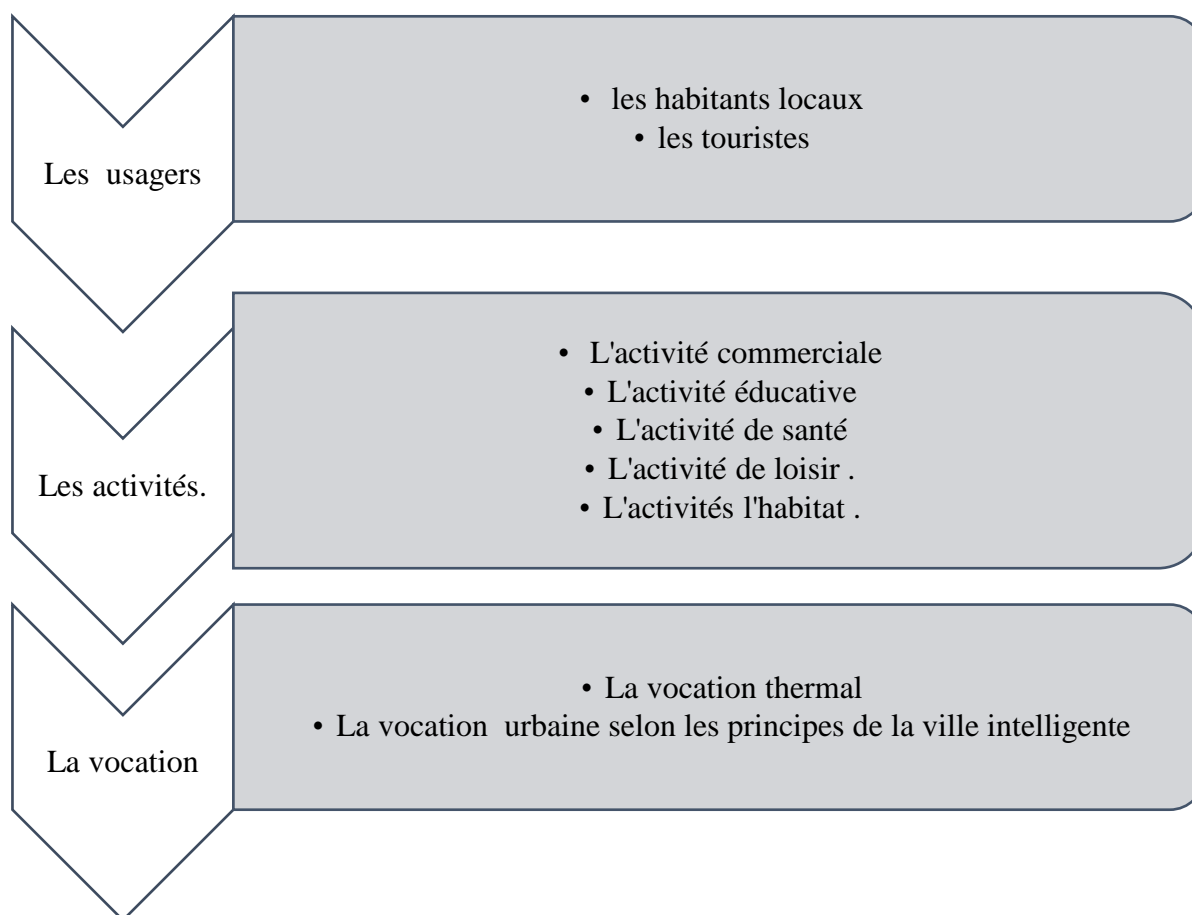 Les usagers
• les habitants locaux
• les touristes
Les activités.
• L'activité commerciale
• L'activité éducative
• L'activité de santé
• L'activité de loisir .
• L'activités l'habitat .
La vocation
• La vocation thermal
• La vocation urbaine selon les principes de la ville intelligente